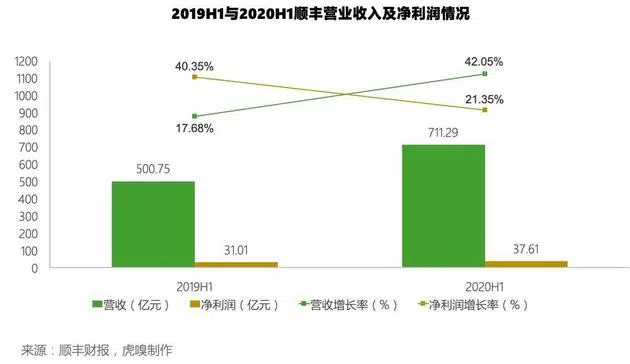 2019H1与2020H1顺丰营业收入及净利润情况
1200
1100
1000
900
800
700
600
500
400
300
200
100
0
40.35%
17.68%
42.05%
21.35%
500.75
31.01
711.29
37.61
2019H1
2020H1
营收（亿元）
净利润（亿元）
营收增长率（%）
净利润增长率（%）
来源：顺丰财报，虎嗅制作